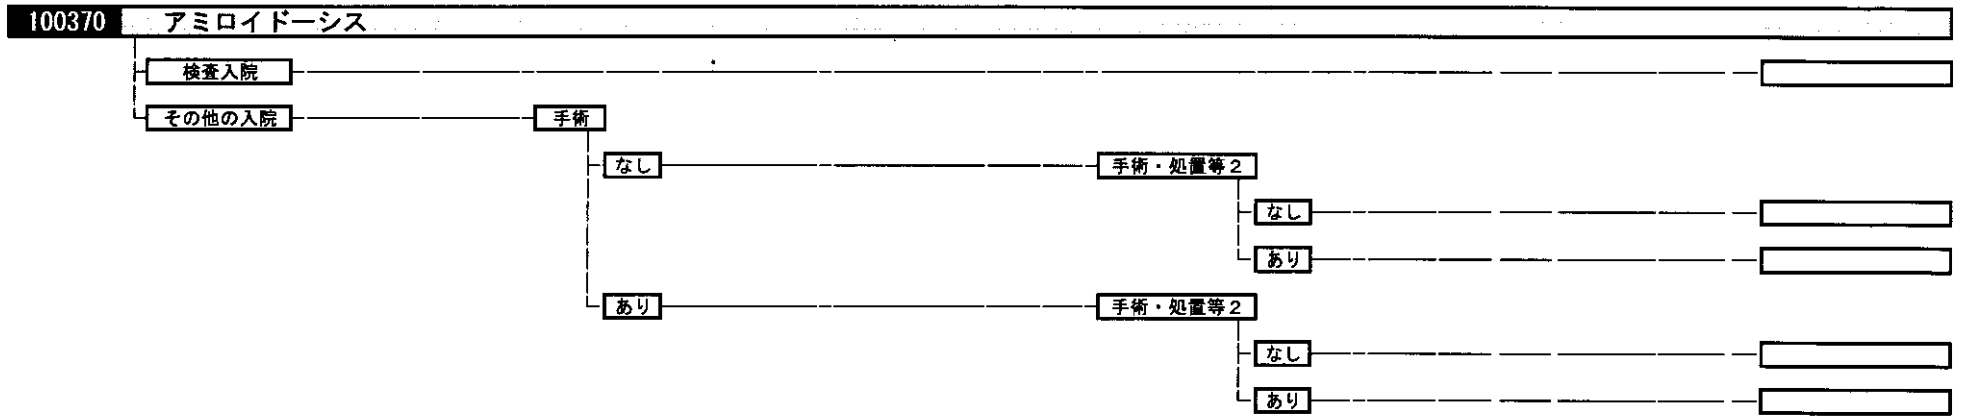 100370 アミロイドーシス
検査入院
その他の入院 手術
なし 手術・処置等2
なし
あり
あり 手術・処置等2
なし
あり